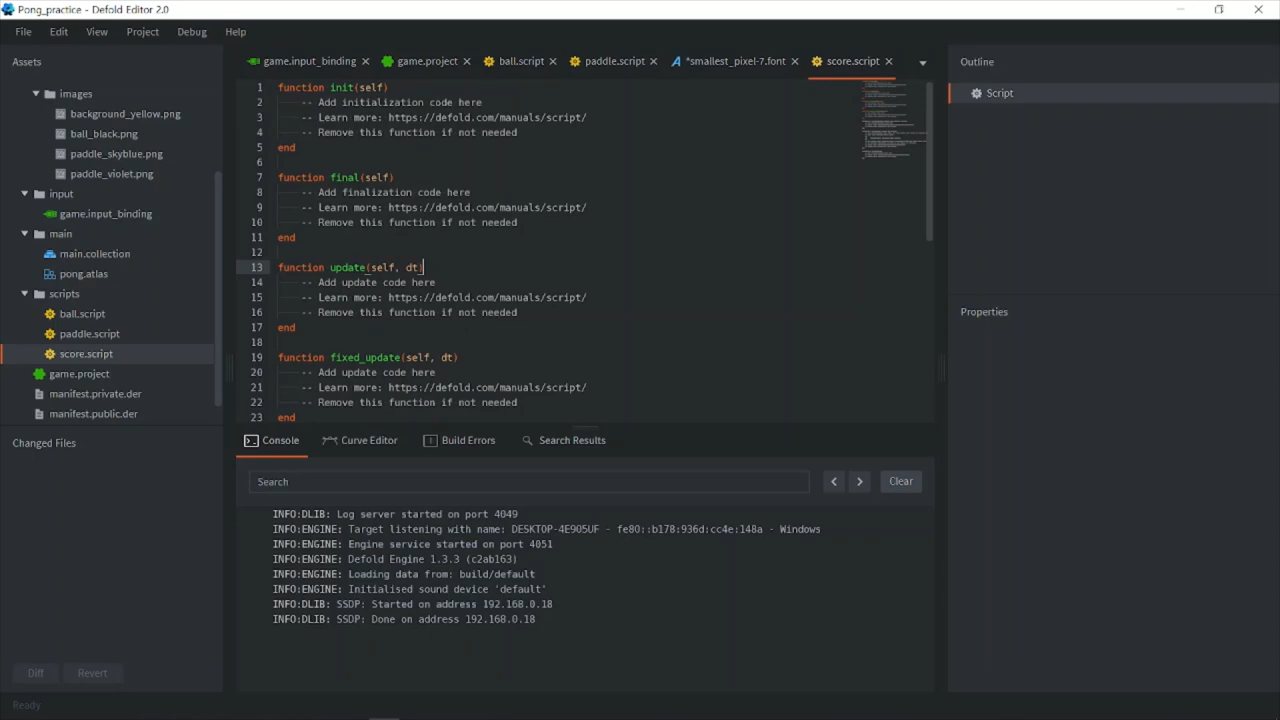 Pong_practice - Defold Editor 2.0
File Edit View Project Debug Help
Assets
images
background_yellow.png
ball_black.png
paddle_skyblue.png
paddle_violet.png
input
game.input_binding
main
main.collection
pong.atlas
scripts
ball.script
paddle.script
score.script
game.project
manifest.private.der
manifest.public.der
Changed Files
Diff Revert
Ready
game.input_binding game.project ball.script paddle.script *smallest_pixel-7.font score.script
1 function init(self)
2 -- Add initialization code here
3 -- Learn more: https://defold.com/manuals/script/
4 -- Remove this function if not needed
5 end
6
7 function final(self)
8 -- Add finalization code here
9 -- Learn more: https://defold.com/manuals/script/
10 -- Remove this function if not needed
11 end
12
13 function update(self, dt)
14 -- Add update code here
15 -- Learn more: https://defold.com/manuals/script/
16 -- Remove this function if not needed
17 end
18
19 function fixed_update(self, dt)
20 -- Add update code here
21 -- Learn more: https://defold.com/manuals/script/
22 -- Remove this function if not needed
23 end
Console Curve Editor Build Errors Search Results
Search
Clear
INFO:DLIB: Log server started on port 4049
INFO:ENGINE: Target listening with name: DESKTOP-4E905UF - fe80::b178:936d:cc4e:148a - Windows
INFO:ENGINE: Engine service started on port 4051
INFO:ENGINE: Defold Engine 1.3.3 (c2ab163)
INFO:ENGINE: Loading data from: build/default
INFO:ENGINE: Initialised sound device 'default'
INFO:DLIB: SSDP: Started on address 192.168.0.18
INFO:DLIB: SSDP: Done on address 192.168.0.18
Outline
Script
Properties